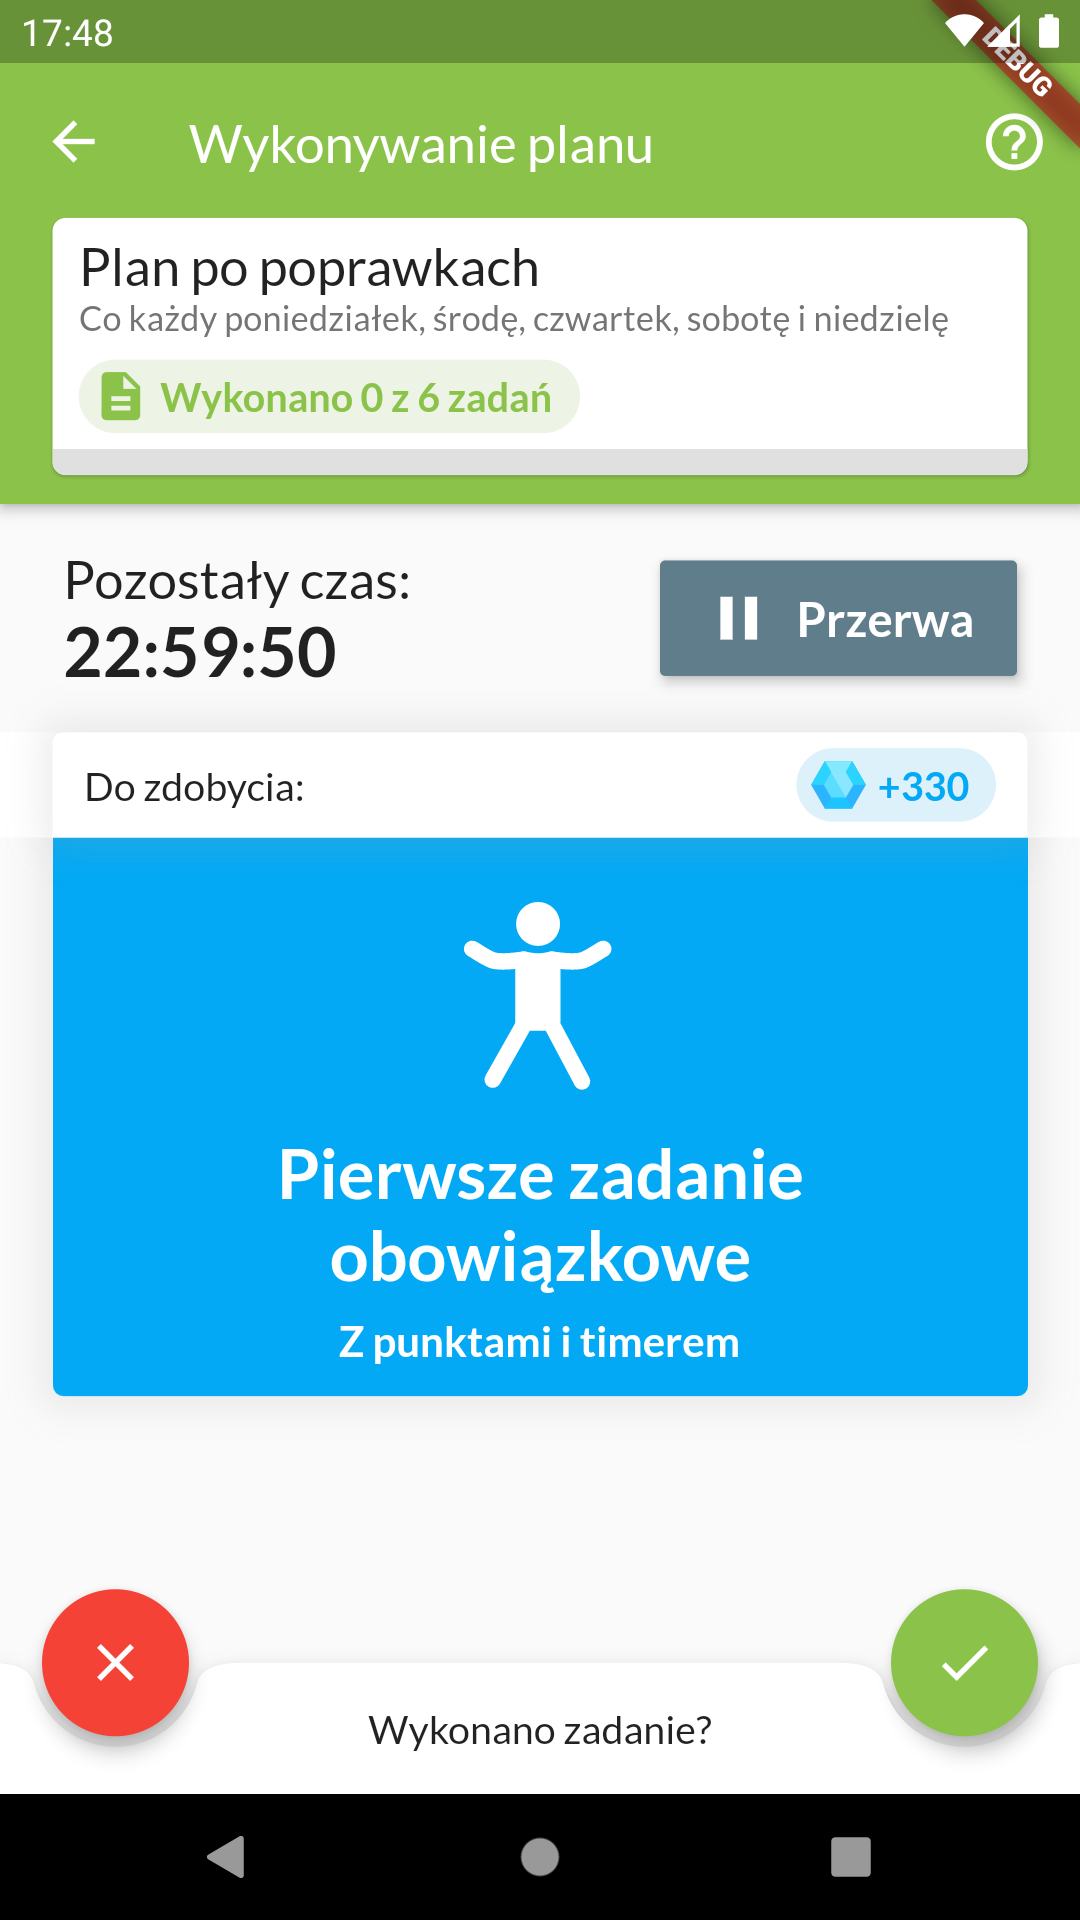 17:48
DEBUG
Wykonywanie planu
Plan po poprawkach
Co każdy poniedziałek, środę, czwartek, sobotę i niedzielę
Wykonano 0 z 6 zadań
Pozostały czas:
22:59:50
Przerwa
Do zdobycia:
+330
Pierwsze zadanie
obowiązkowe
Z punktami i timerem
Wykonano zadanie?